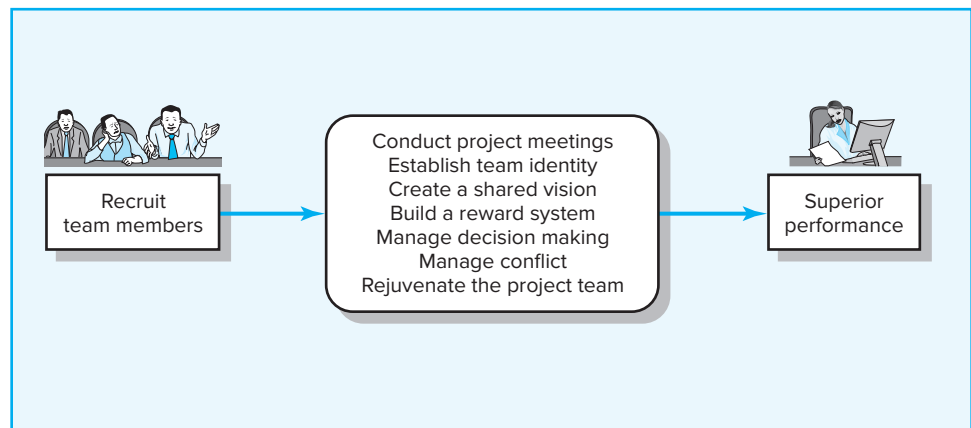 Recruit
team members
Conduct project meetings
Establish team identity
Create a shared vision
Build a reward system
Manage decision making
Manage conflict
Rejuvenate the project team
Superior
performance